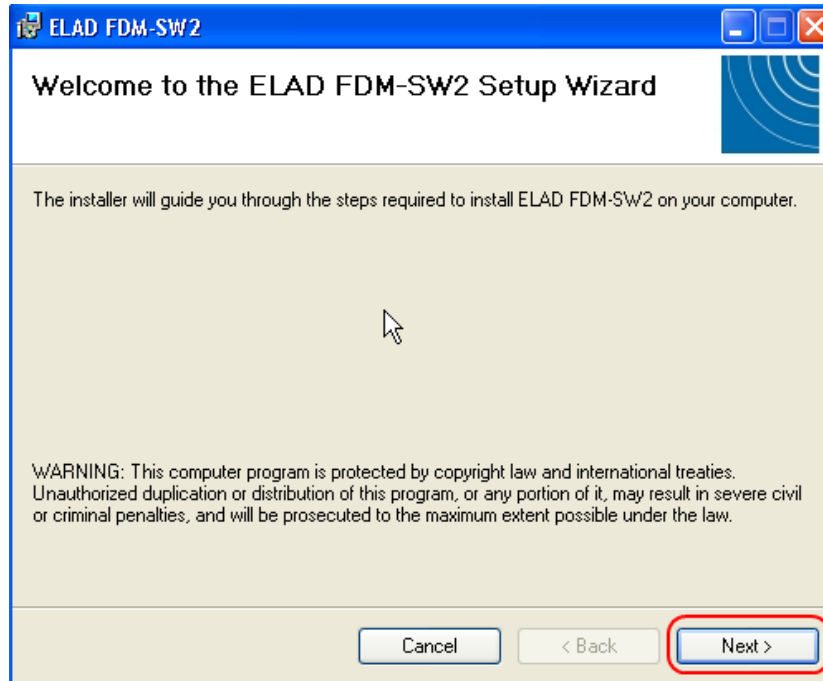 ELAD FDM-SW2
Welcome to the ELAD FDM-SW2 Setup Wizard
The installer will guide you through the steps required to install ELAD FDM-SW2 on your computer.
WARNING: This computer program is protected by copyright law and international treaties.
Unauthorized duplication or distribution of this program, or any portion of it, may result in severe civil
or criminal penalties, and will be prosecuted to the maximum extent possible under the law.
Cancel
< Back
Next >